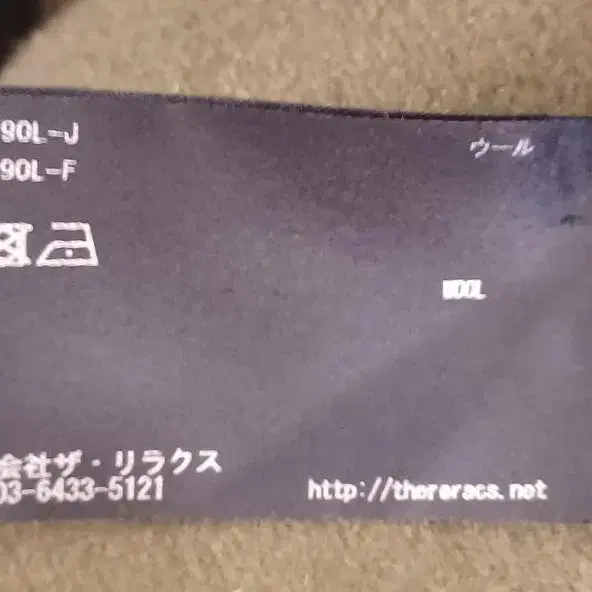 90L-J
ウール
90L-F
WOOL
会社ザ・リラクス
03-6433-5121
http://thereracs.net